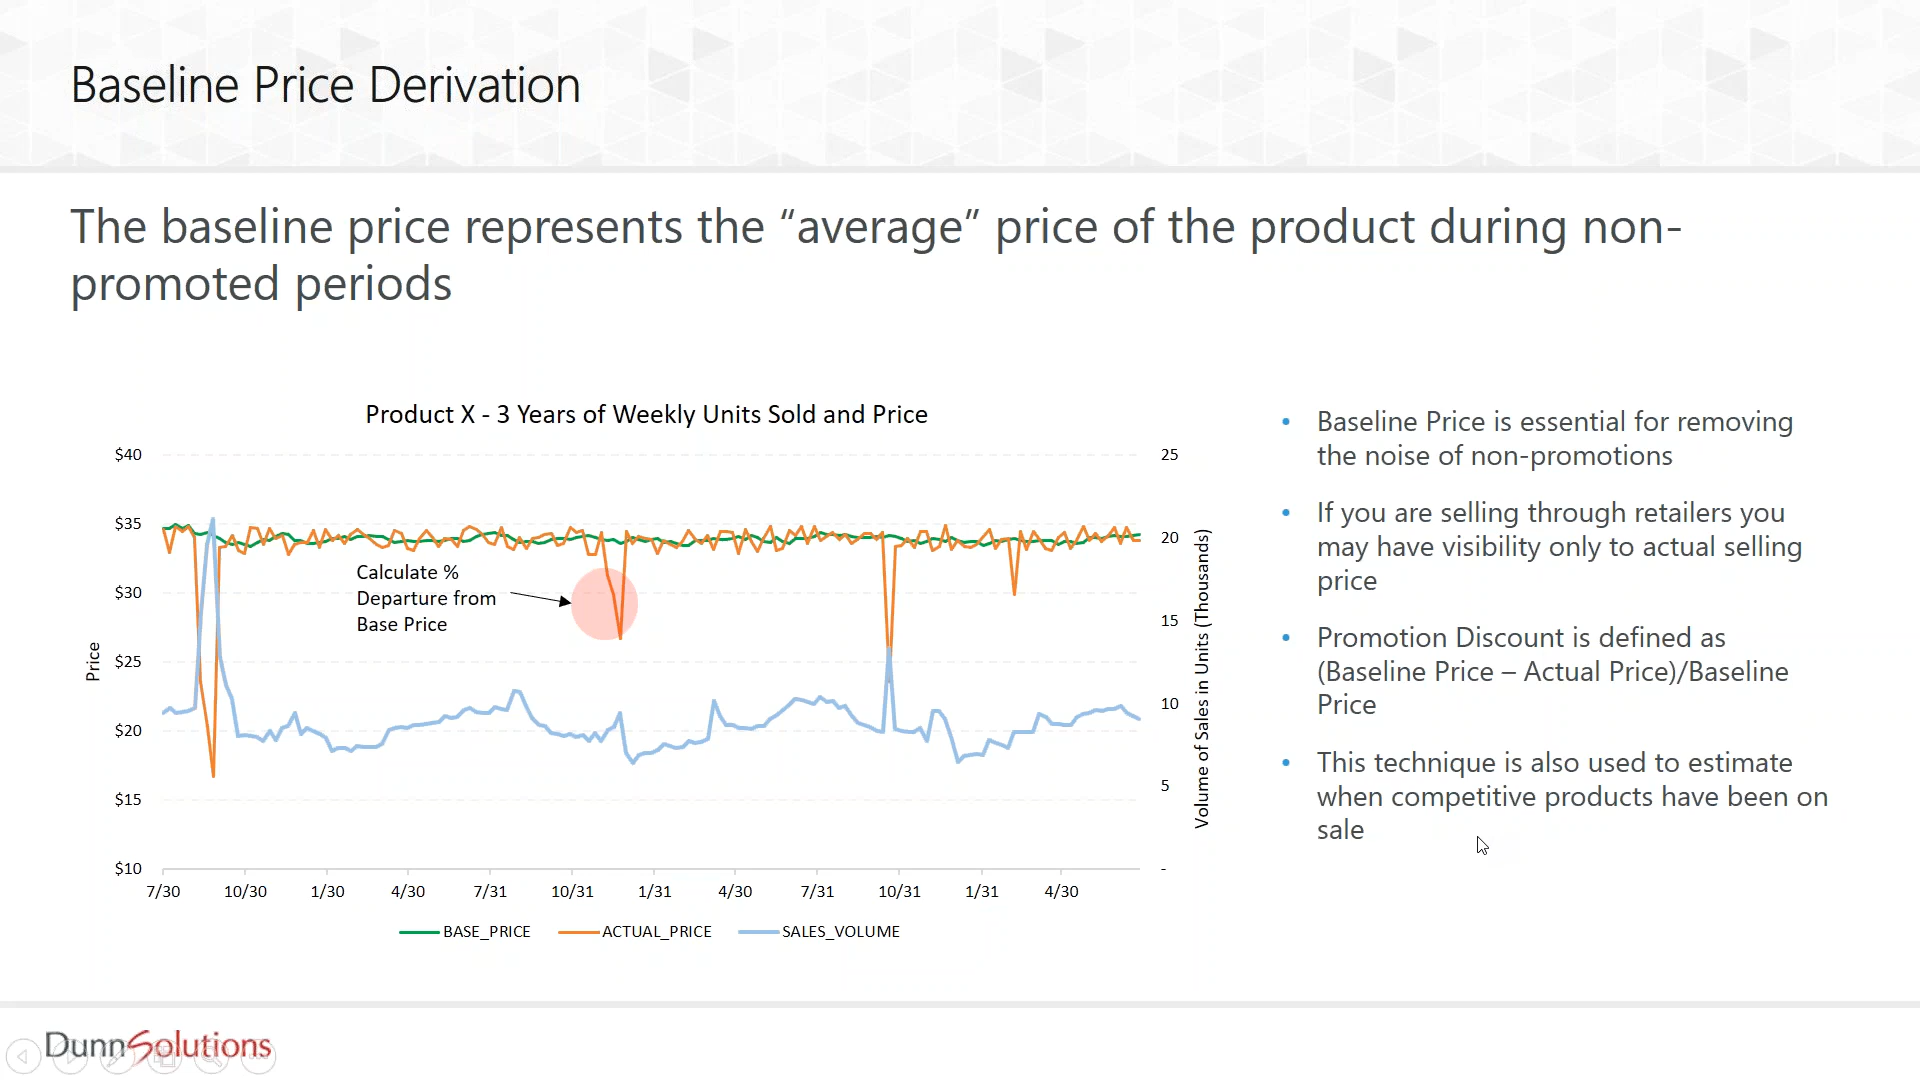 Baseline Price Derivation
The baseline price represents the “average” price of the product during non-
promoted periods
Product X - 3 Years of Weekly Units Sold and Price
$40
$35
$30
$25
$20
$15
$10
Price
Calculate %
Departure from
Base Price
25
20
15
10
5
-
Volume of Sales in Units (Thousands)
7/30 10/30 1/30 4/30 7/31 10/31 1/31 4/30 7/31 10/31 1/31 4/30
BASE_PRICE ACTUAL_PRICE SALES_VOLUME
• Baseline Price is essential for removing
the noise of non-promotions
• If you are selling through retailers you
may have visibility only to actual selling
price
• Promotion Discount is defined as
(Baseline Price – Actual Price)/Baseline
Price
• This technique is also used to estimate
when competitive products have been on
sale
DunnSolutions